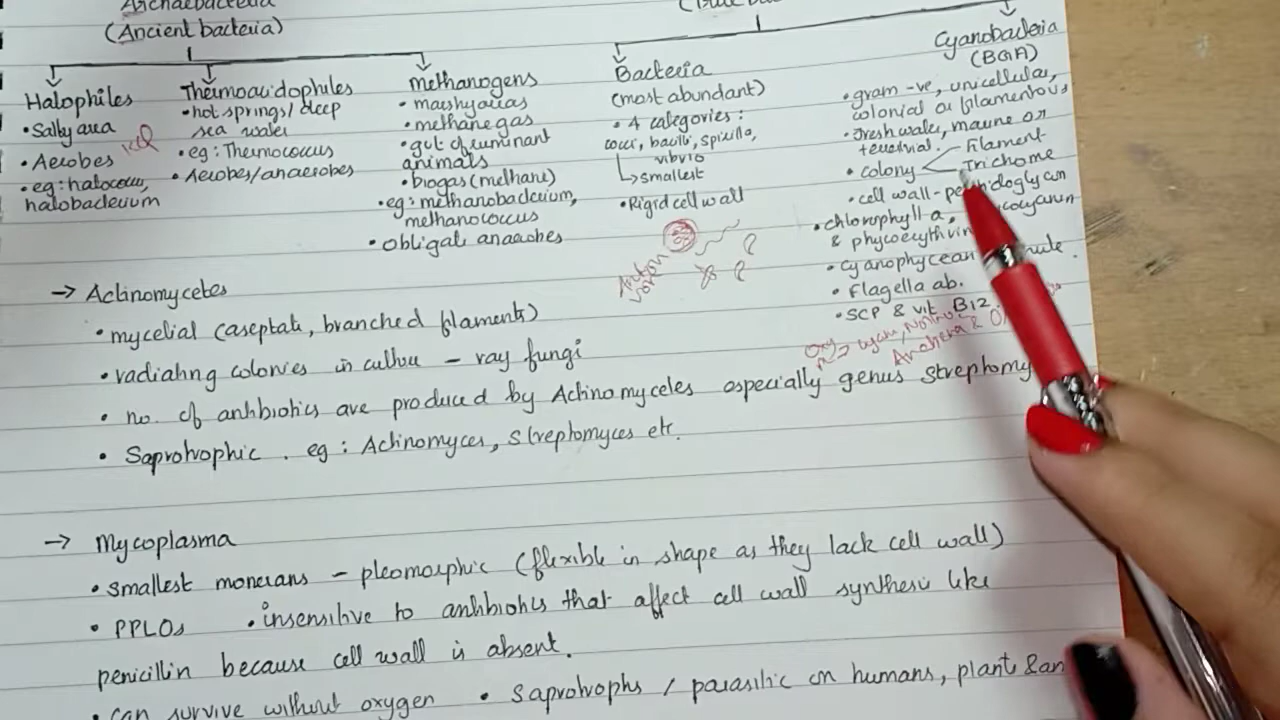 Archaebacteria
(Ancient bacteria)
Halophiles
• Salty area
• Aerobes
• eg: halococcus,
halobacterium
Thermoacidophiles
• hot springs/ deep
sea water
• eg: Thermococcus
• Aerobes/anaerobes
methanogens
• marshy areas
• methane gas
• gut of ruminant
animals
• biogas (methane)
• eg: methanobacterium,
methanococcus
• obligate anaerobes
Bacteria
(most abundant)
• 4 categories:
cocci, bacilli, spirilla,
vibrio
smallest
• Rigid cell wall
Cyanobacteria
(BGA)
• gram -ve, unicellular,
colonial or filamentous
• fresh water, marine or
terrestrial.
• colony
Filament
Trichome
• cell wall -
• chlorophyll a,
& phycoerythrin
• cyanophycean
• flagella ab.
• SCP & vit B12.
→ Actinomycetes
• mycelial (aseptate, branched filaments)
• radiating colonies in culture – ray fungi
• no. of antibiotics are produced by Actinomyceles especially genus
• Saprotrophic. eg: Actinomyces, streptomyces etc.
→ Mycoplasma
• smallest monerans – pleomorphic (flexible in shape as they lack cell wall)
• PPLOs • insensitive to antibiotics that affect cell wall synthesis like
penicillin because cell wall is absent.
• can survive without oxygen • saprotrophs / parasitic on humans, plant &